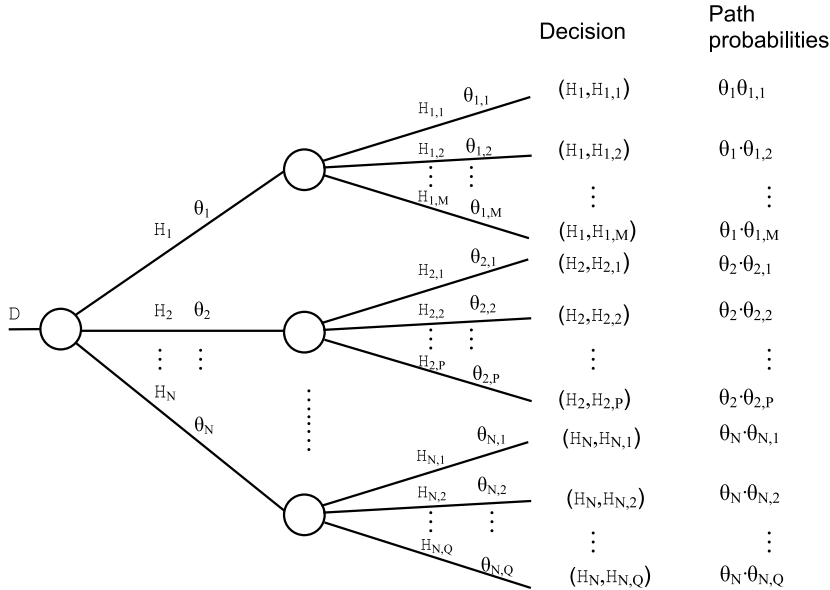 Decision
Path probabilities
H1,1 θ1,1 (H1,H1,1) θ1θ1,1
H1,2 θ1,2 (H1,H1,2) θ1·θ1,2
H1,M θ1,M (H1,H1,M) θ1·θ1,M
H1 θ1
H2,1 θ2,1 (H2,H2,1) θ2·θ2,1
D
H2 θ2
H2,2 θ2,2 (H2,H2,2) θ2·θ2,2
H2,P θ2,P (H2,H2,P) θ2·θ2,P
HN θN
HN,1 θN,1 (HN,HN,1) θN·θN,1
HN,2 θN,2 (HN,HN,2) θN·θN,2
HN,Q θN,Q (HN,HN,Q) θN·θN,Q